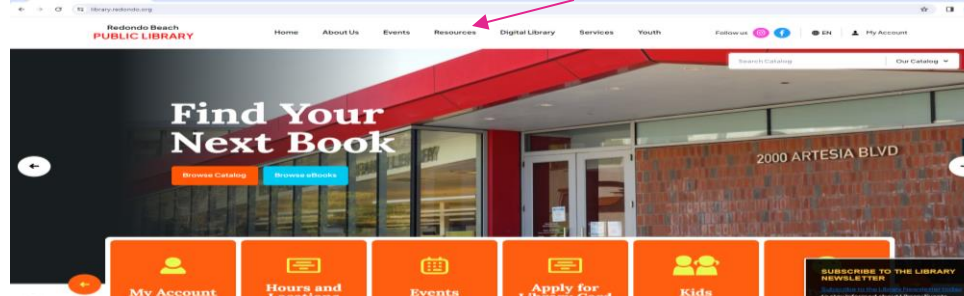 library.redondo.org
Redondo Beach
PUBLIC LIBRARY
Home About Us Events Resources Digital Library Services Youth Follow us EN My Account
Search Catalog Our Catalog
Find Your
Next Book
Browse Catalog Browse eBooks
2000 ARTESIA BLVD
My Account
Hours and
Locations
Events
Apply for
Library Card
Kids
SUBSCRIBE TO THE LIBRARY
NEWSLETTER